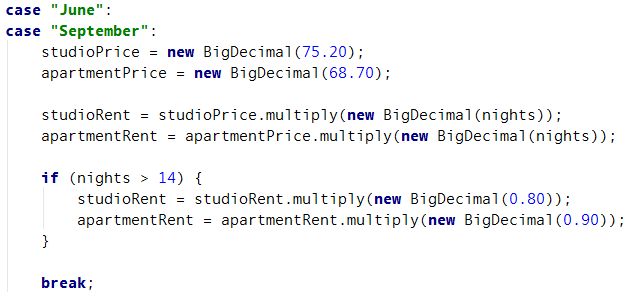 case "June":
case "September":
studioPrice = new BigDecimal(75.20);
apartmentPrice = new BigDecimal(68.70);
studioRent = studioPrice.multiply(new BigDecimal(nights));
apartmentRent = apartmentPrice.multiply(new BigDecimal(nights));
if (nights > 14) {
studioRent = studioRent.multiply(new BigDecimal(0.80));
apartmentRent = apartmentRent.multiply(new BigDecimal(0.90));
}
break;